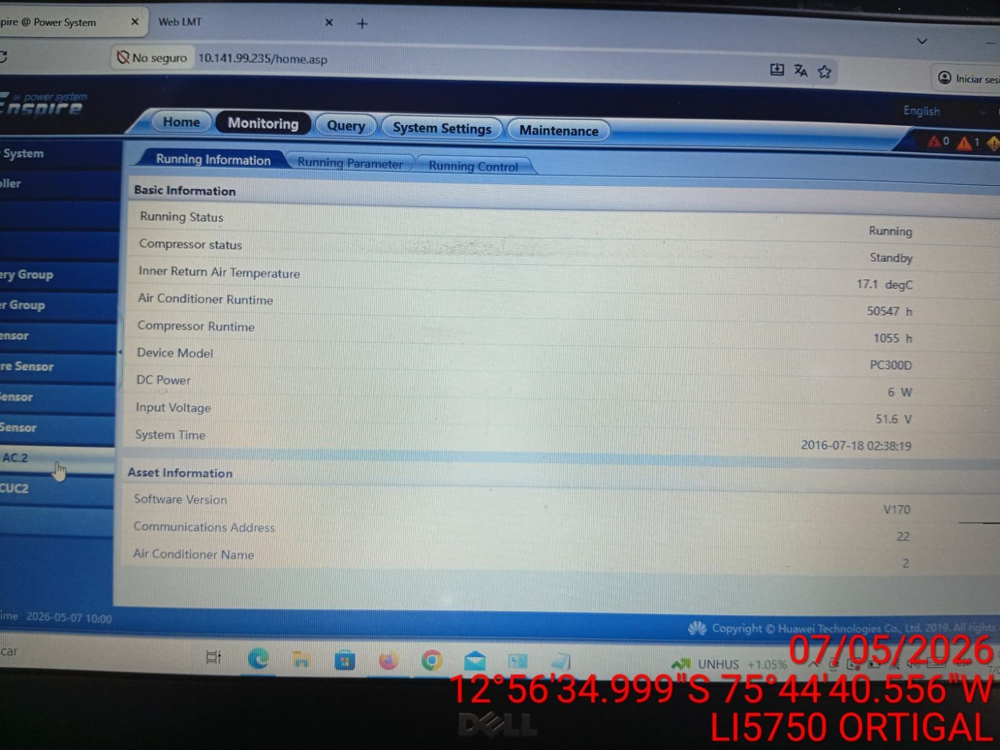 pire @ Power System
Web LMT
No seguro 10.141.99.235/home.asp
Iniciar sesi
@ power system
Enspire
English
Home Monitoring Query System Settings Maintenance
0 1
System
oller
ery Group
er Group
ensor
re Sensor
Sensor
Sensor
AC.2
CUC2
Running Information Running Parameter Running Control
Basic Information
Running Status Running
Compressor status Standby
Inner Return Air Temperature 17.1 degC
Air Conditioner Runtime 50547 h
Compressor Runtime 1055 h
Device Model PC300D
DC Power 6 W
Input Voltage 51.6 V
System Time 2016-07-18 02:38:19
Asset Information
Software Version V170
Communications Address 22
Air Conditioner Name 2
ime 2026-05-07 10:00
Copyright © Huawei Technologies Co., Ltd. 2019. All rights
car
UNHUS +1.05%
07/05/2026
12°56'34.999"S 75°44'40.556"W
DELL
LI5750 ORTIGAL